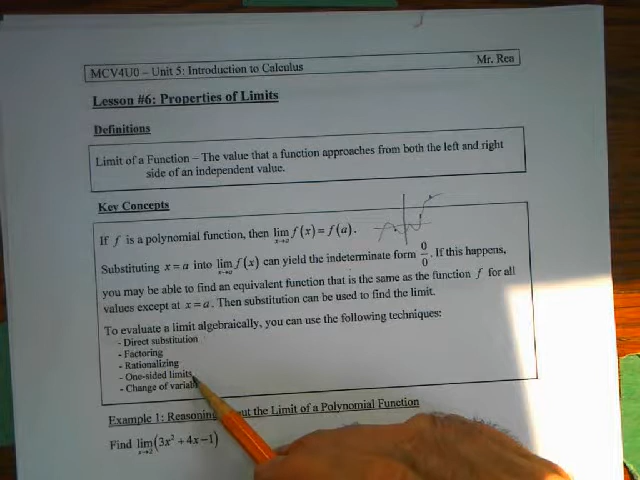 MCV4U0 – Unit 5: Introduction to Calculus Mr. Ren
Lesson #6: Properties of Limits
Definitions
Limit of a Function – The value that a function approaches from both the left and right
side of an independent value.
Key Concepts
If f is a polynomial function, then lim x→a f(x) = f(a).
Substituting x = a into lim x→a f(x) can yield the indeterminate form 0/0. If this happens,
you may be able to find an equivalent function that is the same as the function f for all
values except at x = a. Then substitution can be used to find the limit.
To evaluate a limit algebraically, you can use the following techniques:
- Direct substitution
- Factoring
- Rationalizing
- One-sided limits
- Change of
Example 1: Reasoning the Limit of a Polynomial Function
Find lim x→2 (3x² + 4x − 1)